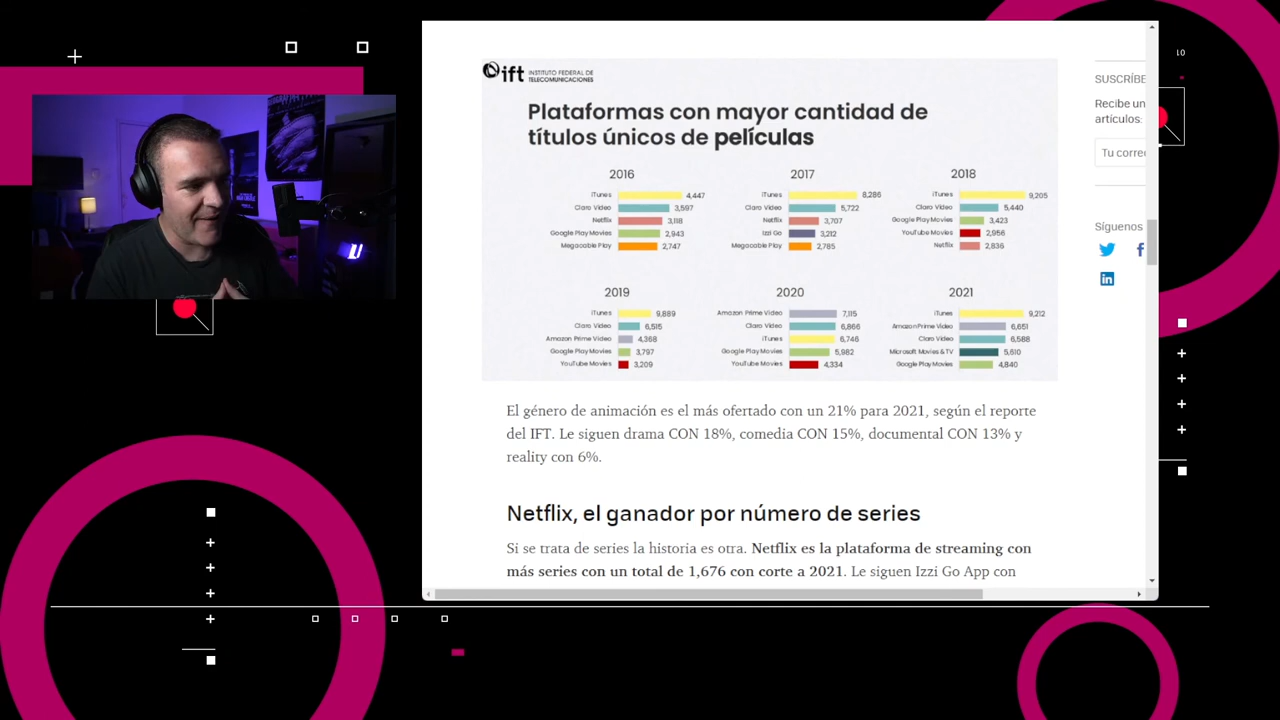 ift INSTITUTO FEDERAL DE TELECOMUNICACIONES
Plataformas con mayor cantidad de
títulos únicos de películas
2016
iTunes 4,447
Claro Video 3,597
Netflix 3,118
Google Play Movies 2,943
Megacable Play 2,747
2017
iTunes 8,286
Claro Video 5,722
Netflix 3,707
Izzi Go 3,212
Megacable Play 2,785
2018
iTunes 9,205
Claro Video 5,440
Google Play Movies 3,423
YouTube Movies 2,956
Netflix 2,836
2019
iTunes 9,889
Claro Video 6,515
Amazon Prime Video 4,368
Google Play Movies 3,797
YouTube Movies 3,209
2020
Amazon Prime Video 7,115
Claro Video 6,866
iTunes 6,746
Google Play Movies 5,982
YouTube Movies 4,334
2021
iTunes 9,212
Amazon Prime Video 6,651
Claro Video 6,588
Microsoft Movies & TV 5,610
Google Play Movies 4,840
El género de animación es el más ofertado con un 21% para 2021, según el reporte
del IFT. Le siguen drama CON 18%, comedia CON 15%, documental CON 13% y
reality con 6%.
Netflix, el ganador por número de series
Si se trata de series la historia es otra. Netflix es la plataforma de streaming con
más series con un total de 1,676 con corte a 2021. Le siguen Izzi Go App con
SUSCRÍBE
Recibe un
artículos:
Tu corre
Síguenos
10